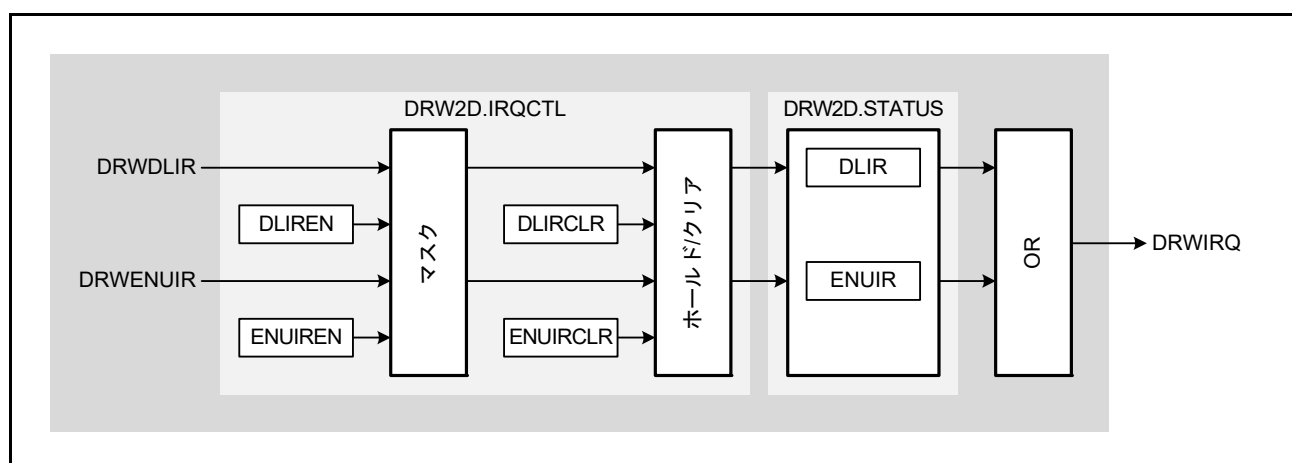 DRW2D.IRQCTL
DRW2D.STATUS
DRWDLIR
DLIR
DLIREN
DLIRCLR
マスク
ホールド/クリア
OR
DRWIRQ
DRWENUIR
ENUIR
ENUIREN
ENUIRCLR